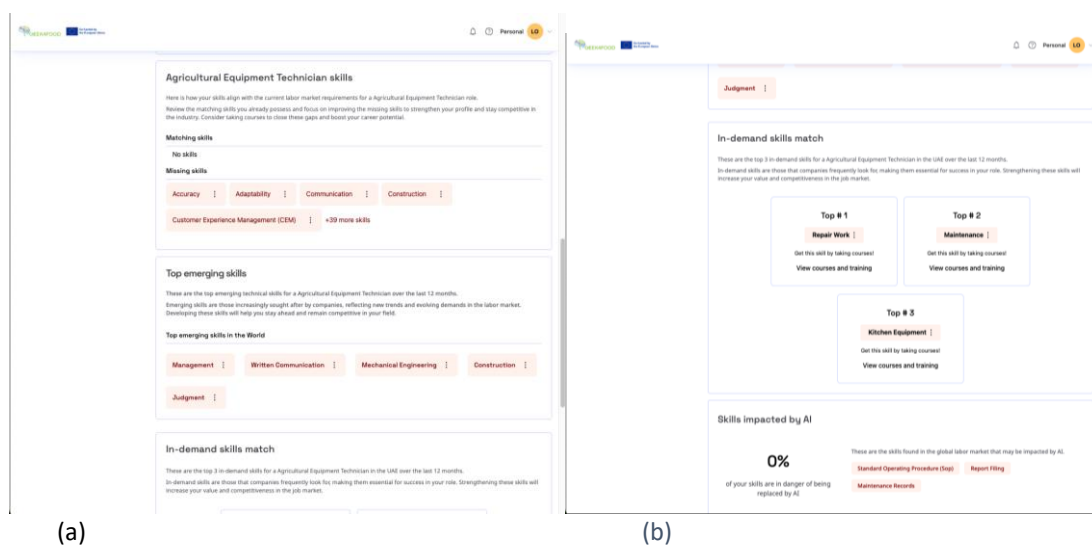 Personal LO
Agricultural Equipment Technician skills
Here is how your skills align with the current labor market requirements for a Agricultural Equipment Technician role.
Review the matching skills you already possess and focus on improving the missing skills to strengthen your profile and stay competitive in
the industry. Consider taking courses to close these gaps and boost your career potential.
Matching skills
No skills
Missing skills
Accuracy Adaptability Communication Construction
Customer Experience Management (CEM) +39 more skills
Top emerging skills
These are the top emerging technical skills for a Agricultural Equipment Technician over the last 12 months.
Emerging skills are those increasingly sought after by companies, reflecting new trends and evolving demands in the labor market.
Developing these skills will help you stay ahead and remain competitive in your field.
Top emerging skills in the World
Management Written Communication Mechanical Engineering Construction
Judgment
In-demand skills match
These are the top 3 in-demand skills for a Agricultural Equipment Technician in the UAE over the last 12 months.
In-demand skills are those that companies frequently look for, making them essential for success in your role. Strengthening these skills will
increase your value and competitiveness in the job market.
(a)
Personal LO
Judgment
In-demand skills match
These are the top 3 in-demand skills for a Agricultural Equipment Technician in the UAE over the last 12 months.
In-demand skills are those that companies frequently look for, making them essential for success in your role. Strengthening these skills will
increase your value and competitiveness in the job market.
Top # 1
Repair Work
Get this skill by taking courses!
View courses and training
Top # 2
Maintenance
Get this skill by taking courses!
View courses and training
Top # 3
Kitchen Equipment
Get this skill by taking courses!
View courses and training
Skills impacted by AI
0%
of your skills are in danger of being
replaced by AI
These are the skills found in the global labor market that may be impacted by AI.
Standard Operating Procedure (Sop) Report Filing
Maintenance Records
(b)